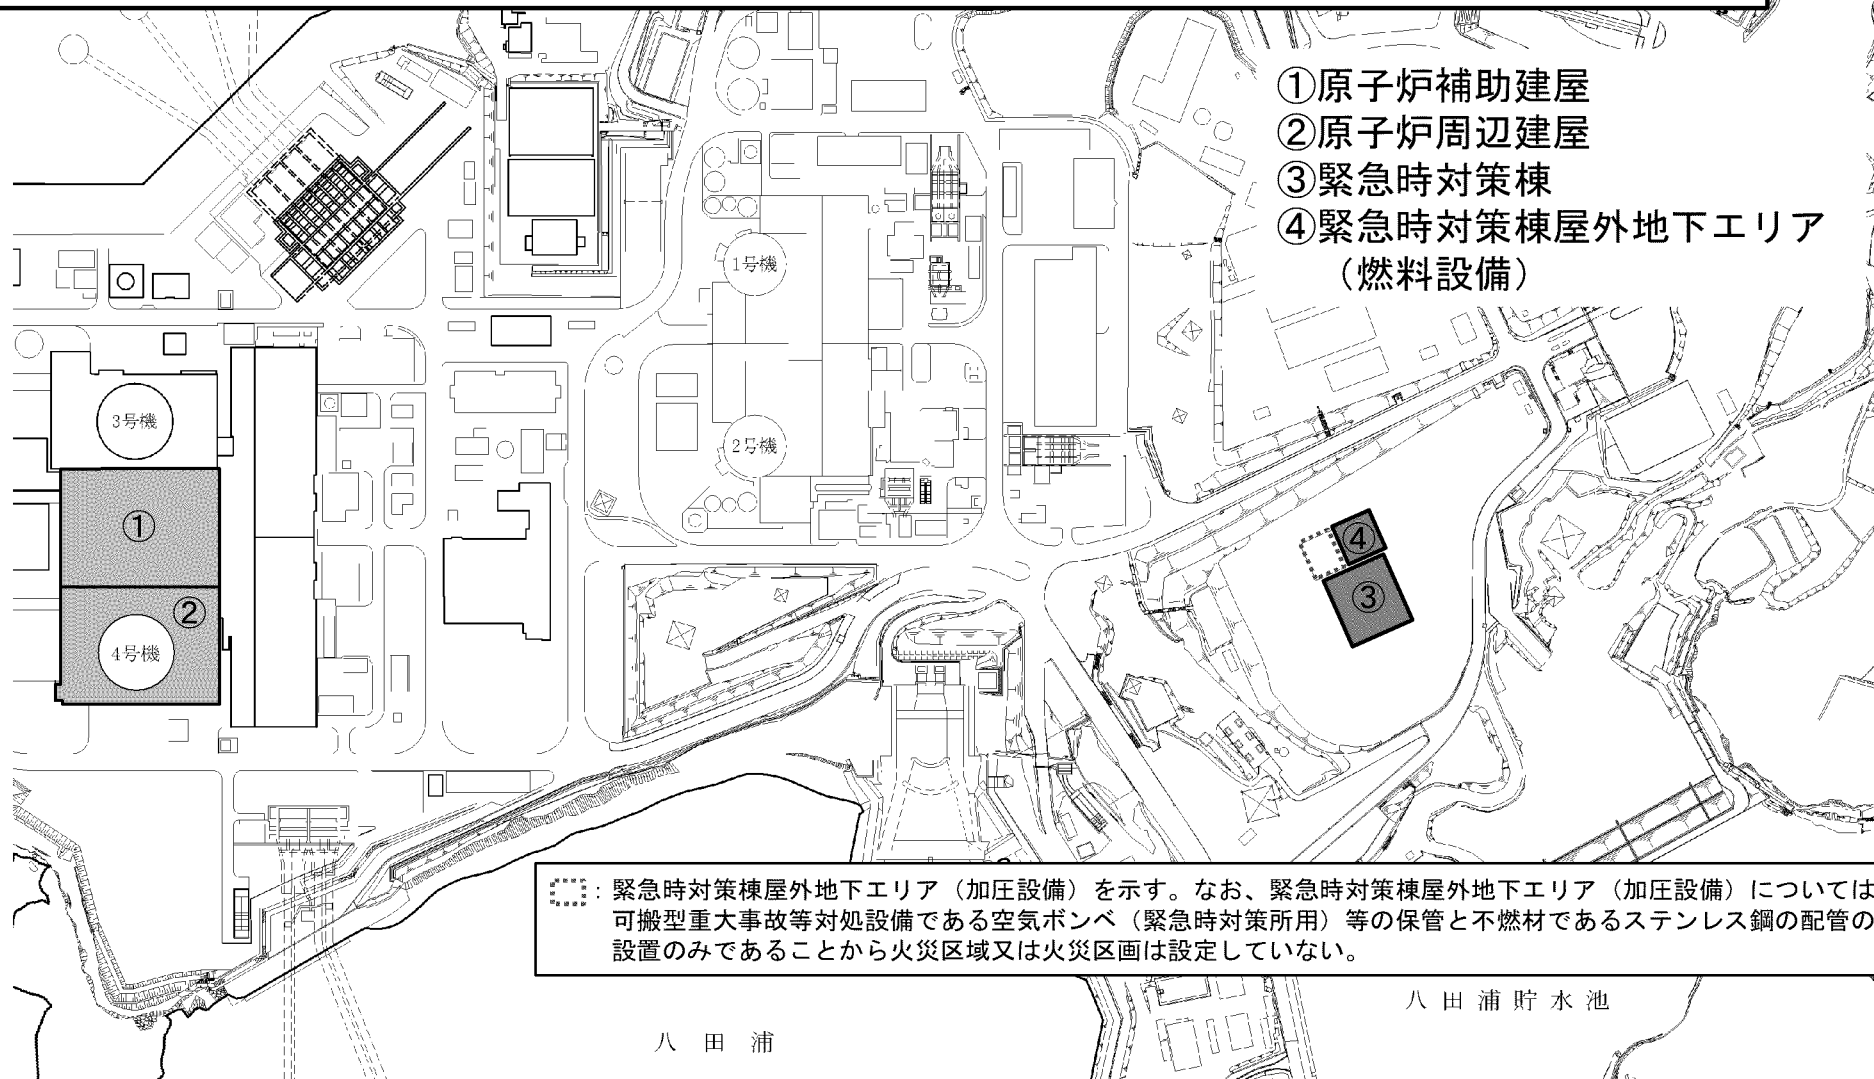 ①原子炉補助建屋
②原子炉周辺建屋
③緊急時対策棟
④緊急時対策棟屋外地下エリア
（燃料設備）
1号機
3号機
2号機
①
④
②
③
4号機
：緊急時対策棟屋外地下エリア（加圧設備）を示す。なお、緊急時対策棟屋外地下エリア（加圧設備）については
可搬型重大事故等対処設備である空気ボンベ（緊急時対策所用）等の保管と不燃材であるステンレス鋼の配管の
設置のみであることから火災区域又は火災区画は設定していない。
八田浦貯水池
八田浦